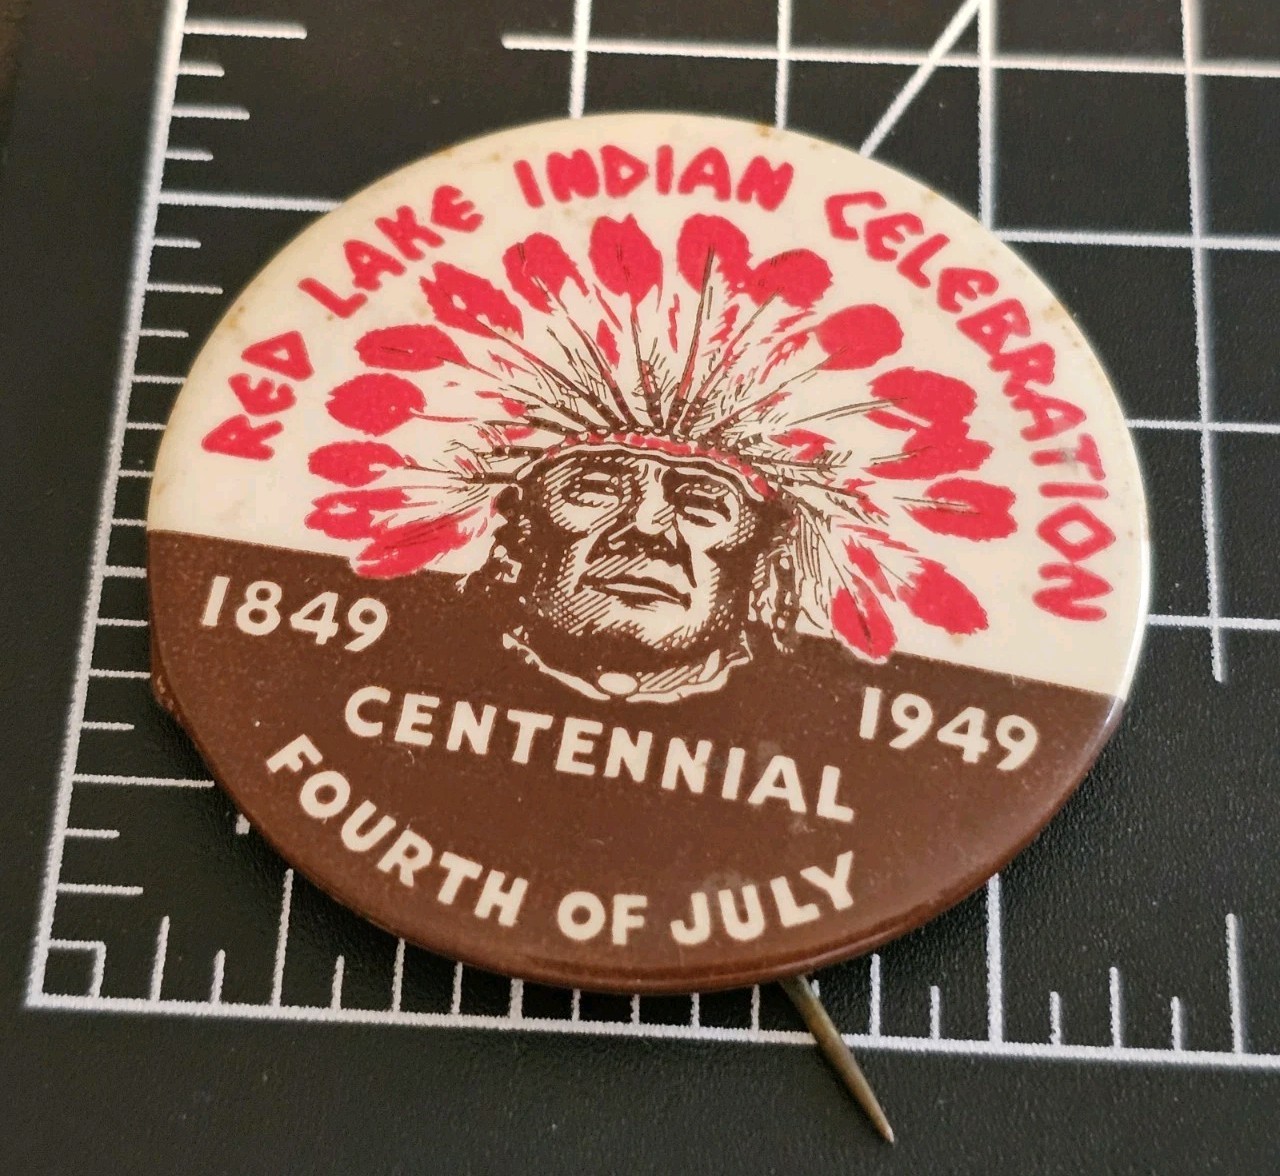 RED LAKE INDIAN CELEBRATION
1849 1949
CENTENNIAL
FOURTH OF JULY